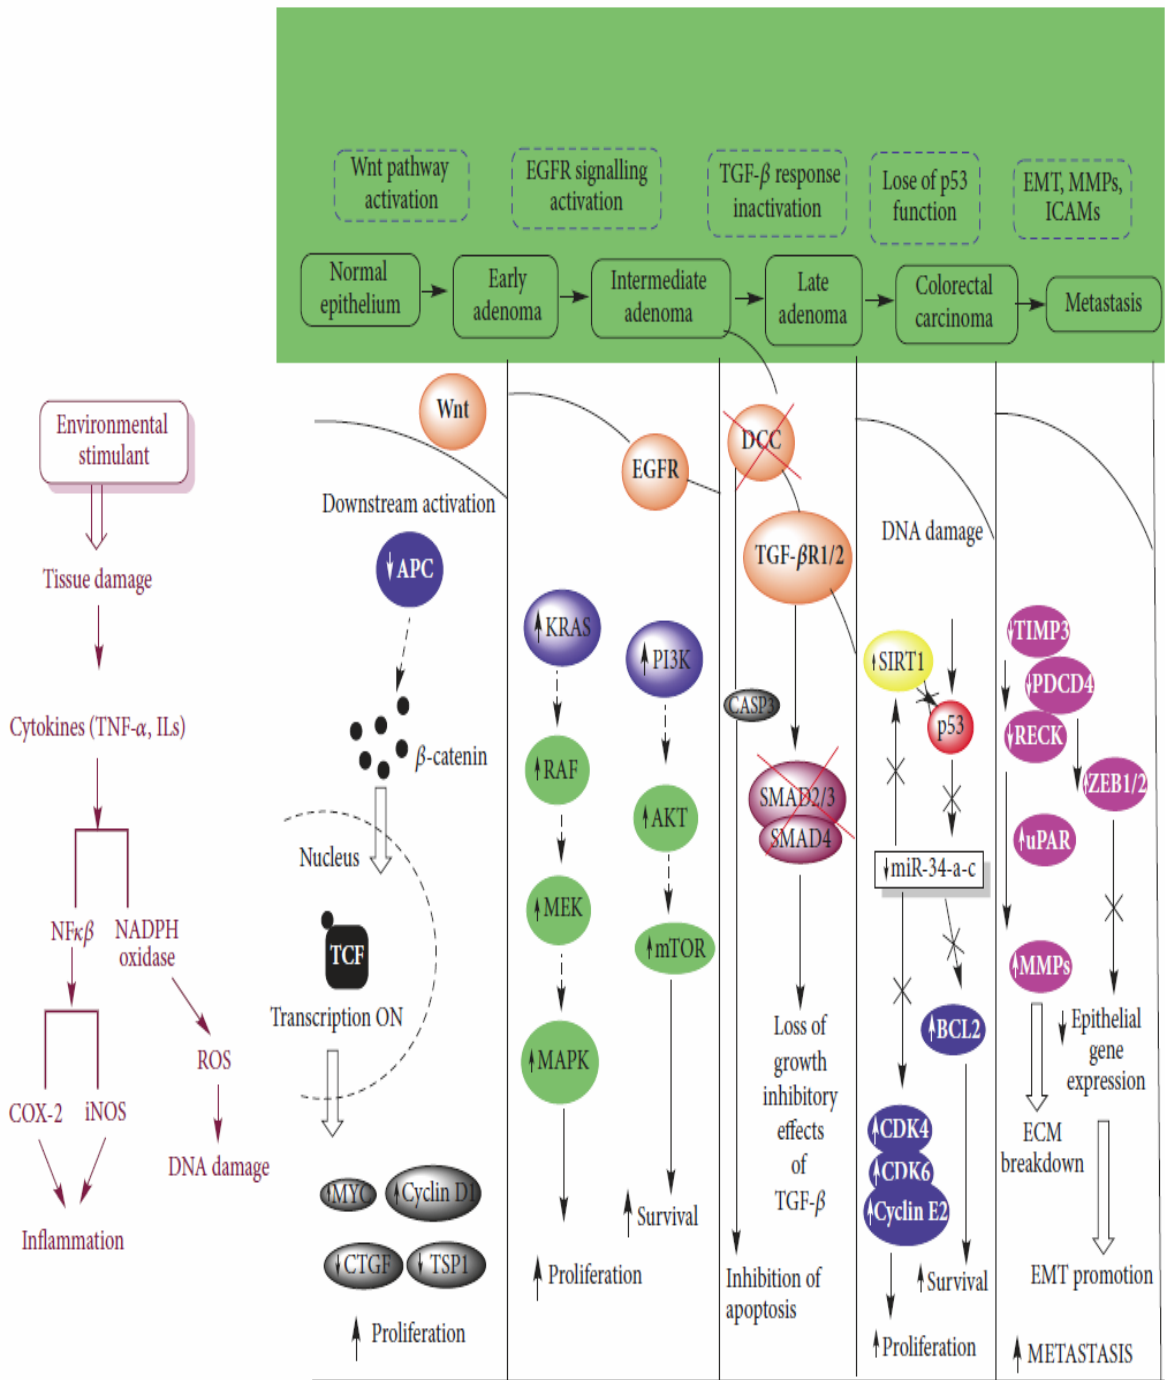 Wnt pathway
activation
EGFR signalling
activation
TGF-β response
inactivation
Lose of p53
function
EMT, MMPs,
ICAMs
Normal
epithelium
Early
adenoma
Intermediate
adenoma
Late
adenoma
Colorectal
carcinoma
Metastasis
Environmental
stimulant
Tissue damage
Cytokines (TNF-α, ILs)
NFκβ
NADPH
oxidase
COX-2
iNOS
ROS
DNA damage
Inflammation
Wnt
Downstream activation
↓APC
β-catenin
Nucleus
TCF
Transcription ON
↑MYC
↑Cyclin D1
↓CTGF
↓TSP1
↑ Proliferation
EGFR
↑KRAS
↑PI3K
↑RAF
↑AKT
↑MEK
↑mTOR
↑MAPK
↑Survival
↑Proliferation
DCC
TGF-βR1/2
CASP3
SMAD2/3
SMAD4
Loss of
growth
inhibitory
effects
of
TGF-β
Inhibition of
apoptosis
DNA damage
↑SIRT1
p53
↓miR-34-a-c
↑BCL2
↑CDK4
↑CDK6
↑Cyclin E2
↑Survival
↑Proliferation
↓TIMP3
↓PDCD4
↓RECK
↑ZEB1/2
↑uPAR
↑MMPs
↓Epithelial
gene
expression
ECM
breakdown
EMT promotion
↑ METASTASIS